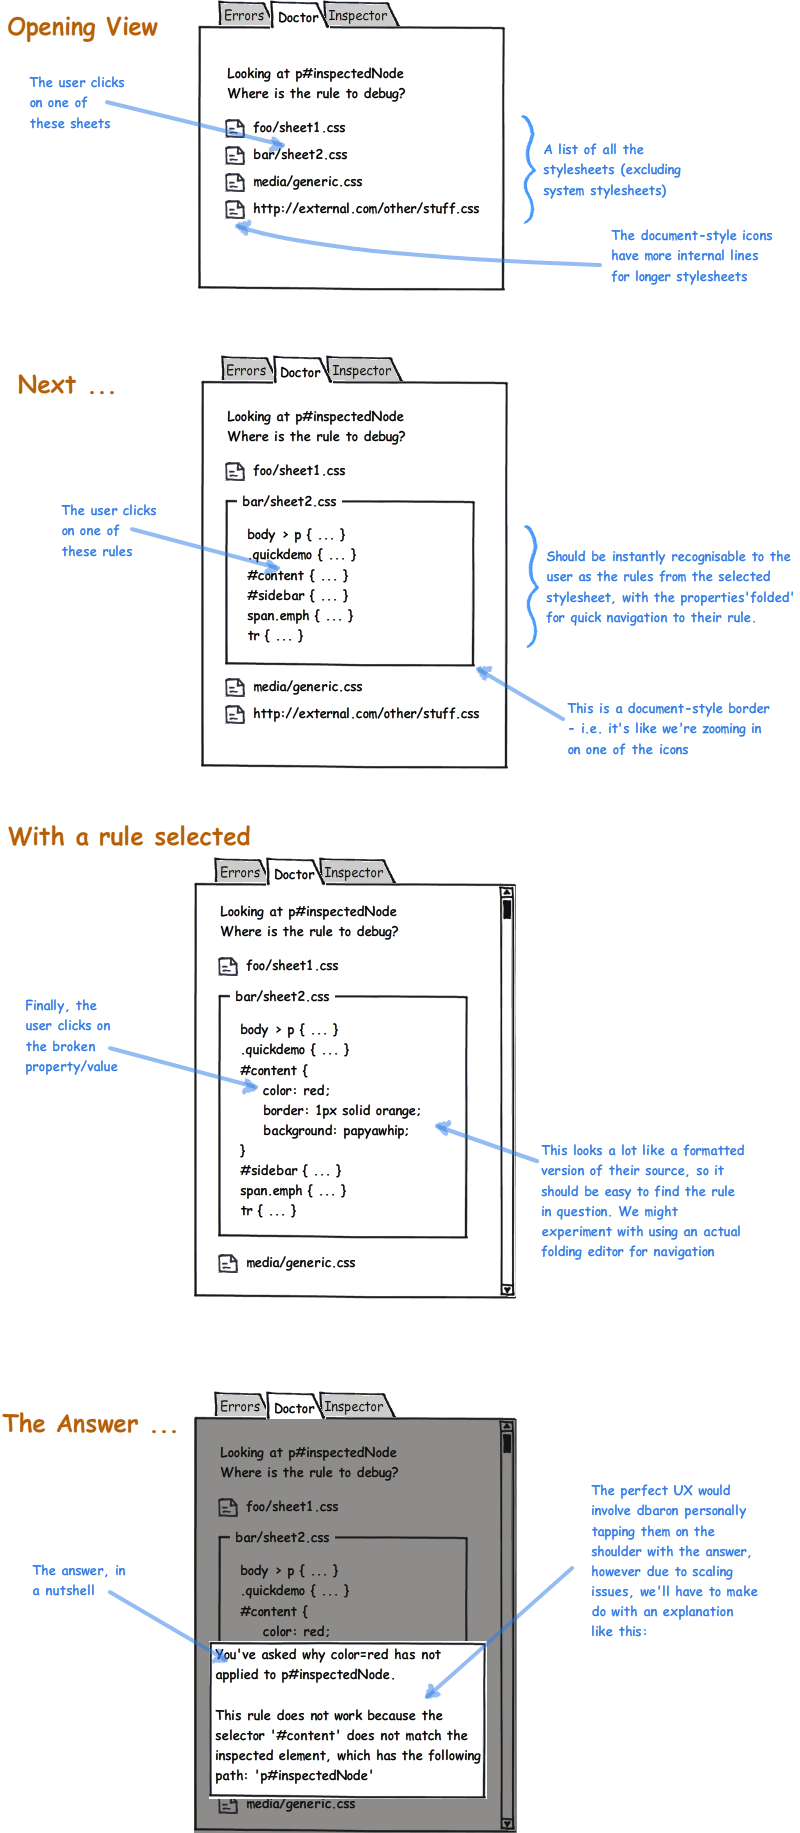 Opening View
Errors Doctor Inspector
Looking at p#inspectedNode
Where is the rule to debug?
The user clicks
on one of
these sheets
foo/sheet1.css
bar/sheet2.css
media/generic.css
http://external.com/other/stuff.css
A list of all the
stylesheets (excluding
system stylesheets)
The document-style icons
have more internal lines
for longer stylesheets
Next ...
Errors Doctor Inspector
Looking at p#inspectedNode
Where is the rule to debug?
foo/sheet1.css
bar/sheet2.css
The user clicks
on one of
these rules
body > p { ... }
.quickdemo { ... }
#content { ... }
#sidebar { ... }
span.emph { ... }
tr { ... }
Should be instantly recognisable to the
user as the rules from the selected
stylesheet, with the properties'folded'
for quick navigation to their rule.
media/generic.css
http://external.com/other/stuff.css
This is a document-style border
- i.e. it's like we're zooming in
on one of the icons
With a rule selected
Errors Doctor Inspector
Looking at p#inspectedNode
Where is the rule to debug?
foo/sheet1.css
bar/sheet2.css
Finally, the
user clicks on
the broken
property/value
body > p { ... }
.quickdemo { ... }
#content {
color: red;
border: 1px solid orange;
background: papyawhip;
}
#sidebar { ... }
span.emph { ... }
tr { ... }
This looks a lot like a formatted
version of their source, so it
should be easy to find the rule
in question. We might
experiment with using an actual
folding editor for navigation
media/generic.css
The Answer ...
Errors Doctor Inspector
Looking at p#inspectedNode
Where is the rule to debug?
foo/sheet1.css
bar/sheet2.css
The perfect UX would
involve dbaron personally
tapping them on the
shoulder with the answer,
however due to scaling
issues, we'll have to make
do with an explanation
like this:
The answer, in
a nutshell
body > p { ... }
.quickdemo { ... }
#content {
color: red;
You've asked why color=red has not
applied to p#inspectedNode.
This rule does not work because the
selector '#content' does not match the
inspected element, which has the following
path: 'p#inspectedNode'
media/generic.css